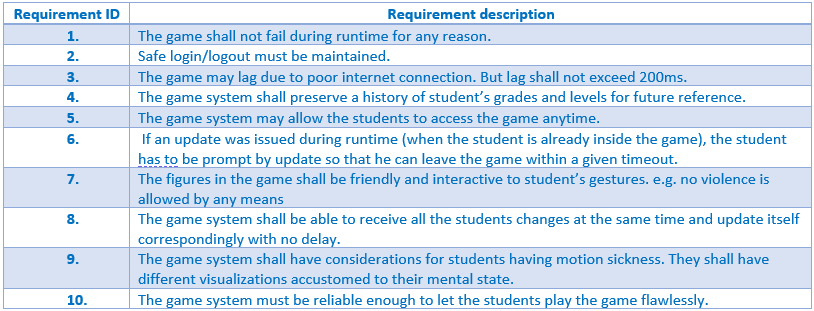 Requirement ID Requirement description
1. The game shall not fail during runtime for any reason.
2. Safe login/logout must be maintained.
3. The game may lag due to poor internet connection. But lag shall not exceed 200ms.
4. The game system shall preserve a history of student's grades and levels for future reference.
5. The game system may allow the students to access the game anytime.
6. If an update was issued during runtime (when the student is already inside the game), the student
has to be prompt by update so that he can leave the game within a given timeout.
7. The figures in the game shall be friendly and interactive to student's gestures. e.g. no violence is
allowed by any means
8. The game system shall be able to receive all the students changes at the same time and update itself
correspondingly with no delay.
9. The game system shall have considerations for students having motion sickness. They shall have
different visualizations accustomed to their mental state.
10. The game system must be reliable enough to let the students play the game flawlessly.